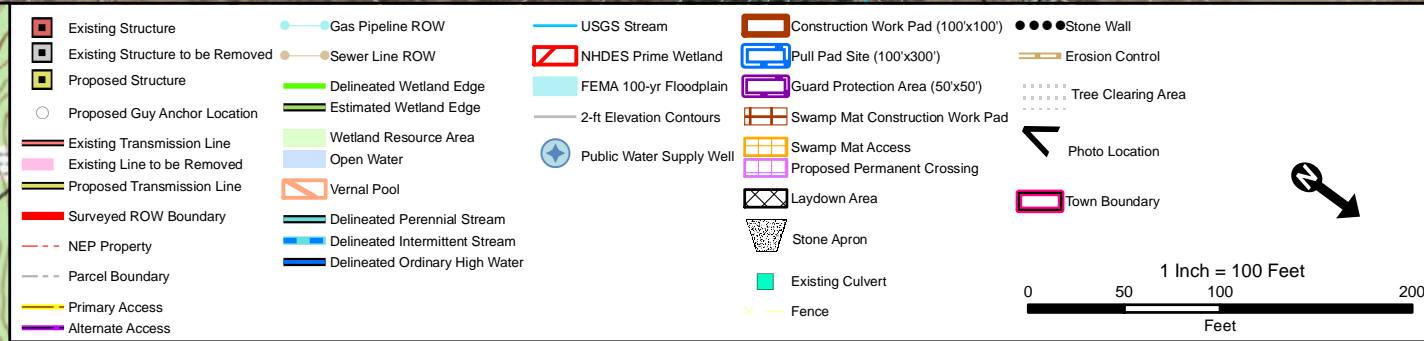 Existing Structure
Existing Structure to be Removed
Proposed Structure
Proposed Guy Anchor Location
Existing Transmission Line
Existing Line to be Removed
Proposed Transmission Line
Surveyed ROW Boundary
NEP Property
Parcel Boundary
Primary Access
Alternate Access
Gas Pipeline ROW
Sewer Line ROW
Delineated Wetland Edge
Estimated Wetland Edge
Wetland Resource Area
Open Water
Vernal Pool
Delineated Perennial Stream
Delineated Intermittent Stream
Delineated Ordinary High Water
USGS Stream
NHDES Prime Wetland
FEMA 100-yr Floodplain
2-ft Elevation Contours
Public Water Supply Well
Construction Work Pad (100'x100')
Pull Pad Site (100'x300')
Guard Protection Area (50'x50')
Swamp Mat Construction Work Pad
Swamp Mat Access
Proposed Permanent Crossing
Laydown Area
Stone Apron
Existing Culvert
Fence
Stone Wall
Erosion Control
Tree Clearing Area
Photo Location
Town Boundary
N
1 Inch = 100 Feet
0 50 100 200
Feet